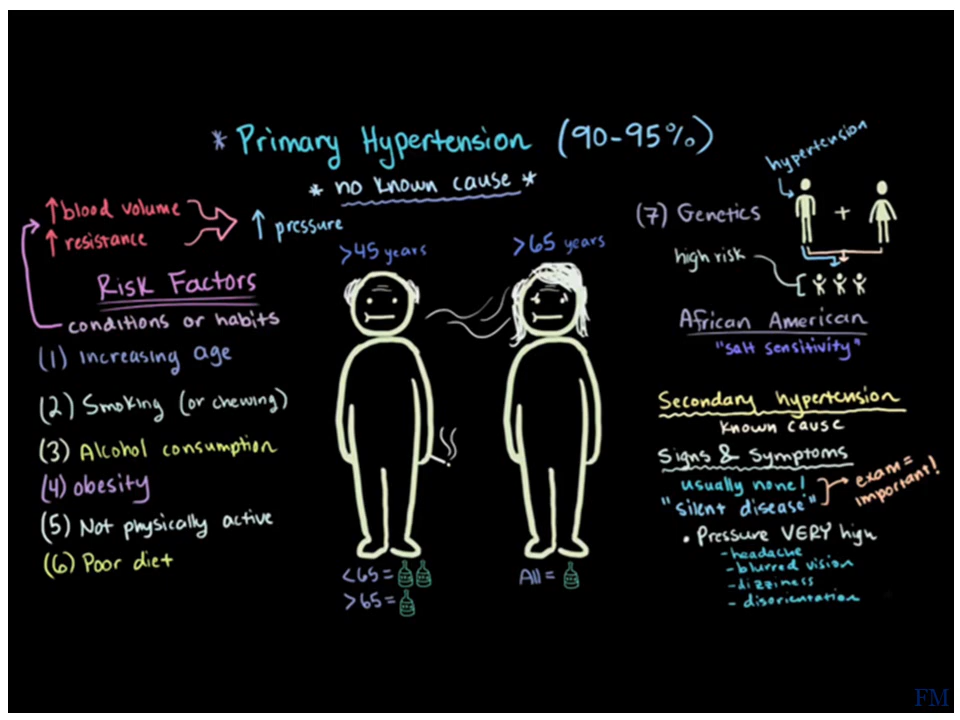 * Primary Hypertension (90-95%)
* no known cause *
↑ blood volume
↑ resistance
↑ pressure
Risk Factors
conditions or habits
(1) Increasing age
(2) Smoking (or chewing)
(3) Alcohol consumption
(4) obesity
(5) Not physically active
(6) Poor diet
>45 years
>65 years
<65 =
>65 =
All =
hypertension
(7) Genetics
+
high risk
African American
"salt sensitivity"
Secondary hypertension
known cause
Signs & Symptoms
usually none!
"silent disease"
exam =
important!
• Pressure VERY high
- headache
- blurred vision
- dizziness
- disorientation
FM